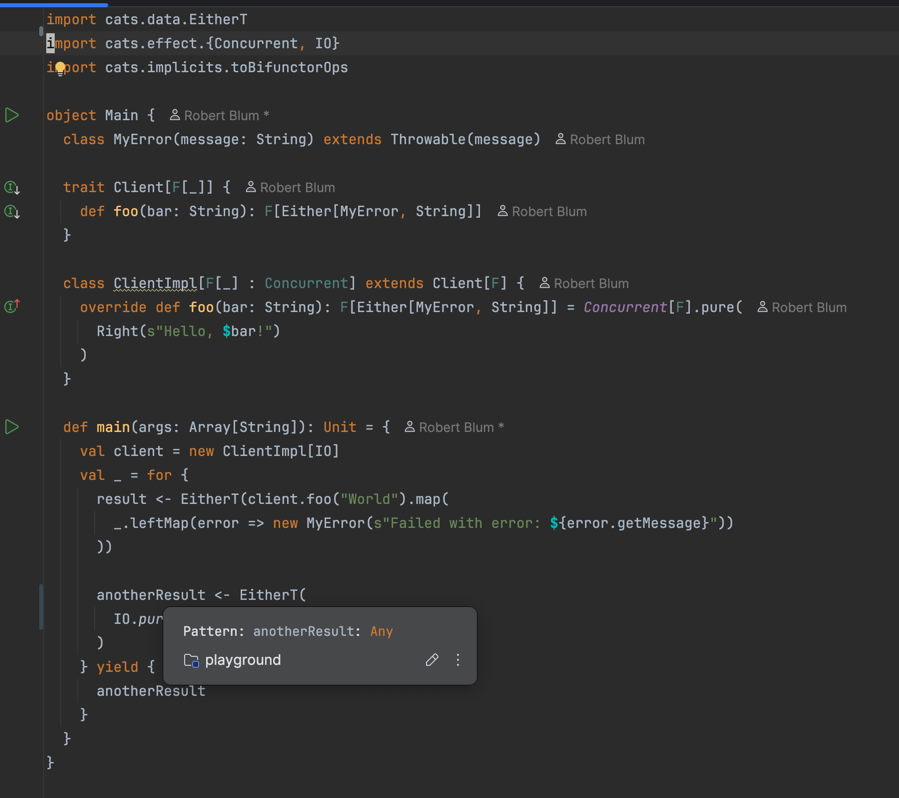 import cats.data.EitherT
import cats.effect.{Concurrent, IO}
import cats.implicits.toBifunctorOps
object Main { Robert Blum *
class MyError(message: String) extends Throwable(message) Robert Blum
trait Client[F[_]] { Robert Blum
def foo(bar: String): F[Either[MyError, String]] Robert Blum
}
class ClientImpl[F[_] : Concurrent] extends Client[F] { Robert Blum
override def foo(bar: String): F[Either[MyError, String]] = Concurrent[F].pure( Robert Blum
Right(s"Hello, $bar!")
)
}
def main(args: Array[String]): Unit = { Robert Blum *
val client = new ClientImpl[IO]
val _ = for {
result <- EitherT(client.foo("World").map(
_.leftMap(error => new MyError(s"Failed with error: ${error.getMessage}"))
))
anotherResult <- EitherT(
IO.pur
Pattern: anotherResult: Any
)
playground
} yield {
anotherResult
}
}
}